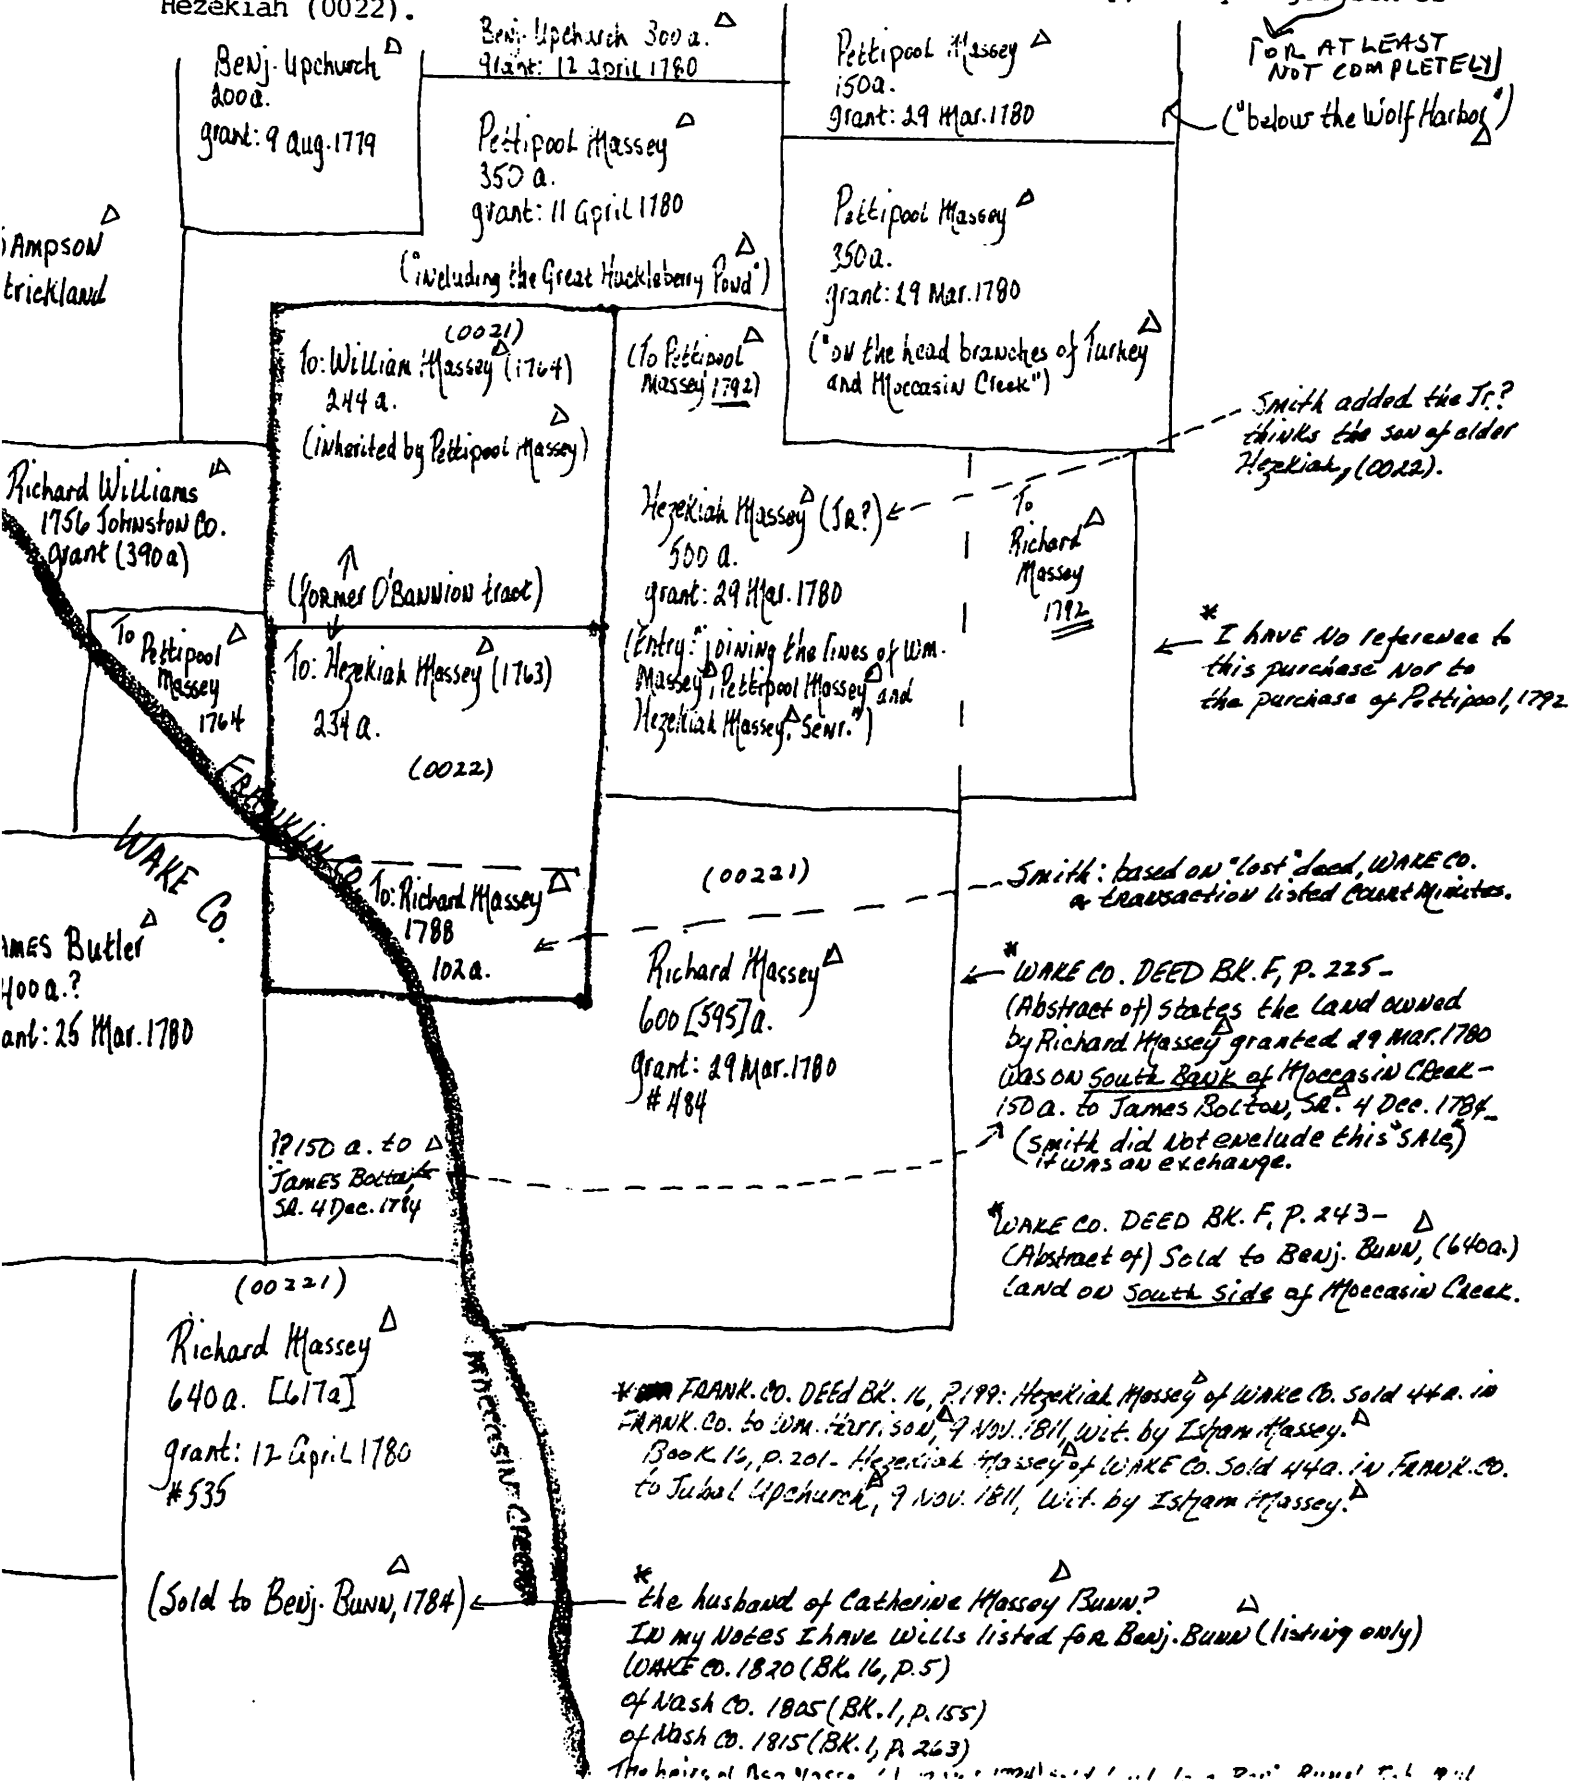 Hezekiah (0022).
Benj. Upchurch
200a.
grant: 9 Aug. 1779
Benj. Upchurch 300 a.
grant: 12 April 1780
Pettipool Massey
350 a.
grant: 11 April 1780
("including the Great Huckleberry Pond")
Pettipool Massey
150a.
grant: 29 Mar. 1780
FOR AT LEAST
NOT COMPLETELY]
("below the Wolf Harbor")
Pettipool Massey
350a.
grant: 29 Mar. 1780
("on the head branches of Turkey
and Moccasin Creek")
Ampson
trickland
(0021)
To: William Massey (1764)
244 a.
(inherited by Pettipool Massey)
(former O'Bannion tract)
(To Pettipool
Massey 1792)
Smith added the Jr.?
thinks the son of elder
Hezekiah, (0022).
Richard Williams
1756 Johnston Co.
grant (390a)
Hezekiah Massey (JR?)
500 a.
grant: 29 Mar. 1780
(Entry: "joining the lines of Wm.
Massey, Pettipool Massey and
Hezekiah Massey, Senr.")
To
Richard
Massey
1792
*
I have no reference to
this purchase nor to
the purchase of Pettipool, 1792
To
Pettipool
Massey
1764
To: Hezekiah Massey (1763)
234 a.
(0022)
FRANKLIN CO.
WAKE CO.
To: Richard Massey
1788
102 a.
(00221)
Richard Massey
600 [595] a.
grant: 29 Mar. 1780
#484
Smith: based on "lost" deed, WAKE CO.
a transaction listed Court Minutes.
AMES Butler
400 a.?
ant: 25 Mar. 1780
* WAKE CO. DEED BK. F, P. 225-
(Abstract of) states the land owned
by Richard Massey granted 29 Mar. 1780
was on South Bank of Moccasin Creek-
150 a. to James Bolton, SR. 4 Dec. 1784-
(Smith did not enclude this "SALE")
it was an exchange.
?? 150 a. to
James Bolton,
SR. 4 Dec. 1784
*WAKE CO. DEED BK. F, P. 243-
(Abstract of) Sold to Benj. Bunn, (640a.)
land on South Side of Moccasin Creek.
(00221)
Richard Massey
640a. [617a]
grant: 12 April 1780
#535
(Sold to Benj. Bunn, 1784)
MOCCASIN CREEK
* FRANK. CO. DEED BK. 16, P. 199: Hezekiah Massey of WAKE CO. sold 44 a. in
FRANK. CO. to Wm. Harrison, 9 Nov. 1811, Wit. by Isham Massey.
Book 16, p. 201- Hezekiah Massey of WAKE CO. sold 44a. in FRANK. CO.
to Jubal Upchurch, 9 Nov. 1811, Wit. by Isham Massey.
*
the husband of Catherine Massey Bunn?
In my notes I have Wills listed for Benj. Bunn (listing only)
WAKE CO. 1820 (BK. 16, P. 5)
of Nash Co. 1805 (BK. 1, p. 155)
of Nash Co. 1815 (BK. 1, P. 263)
The heirs of